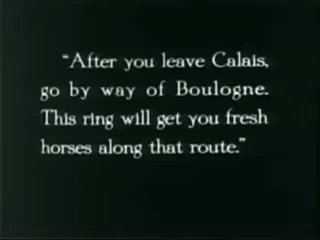 "After you leave Calais,
go by way of Boulogne.
This ring will get you fresh
horses along that route."